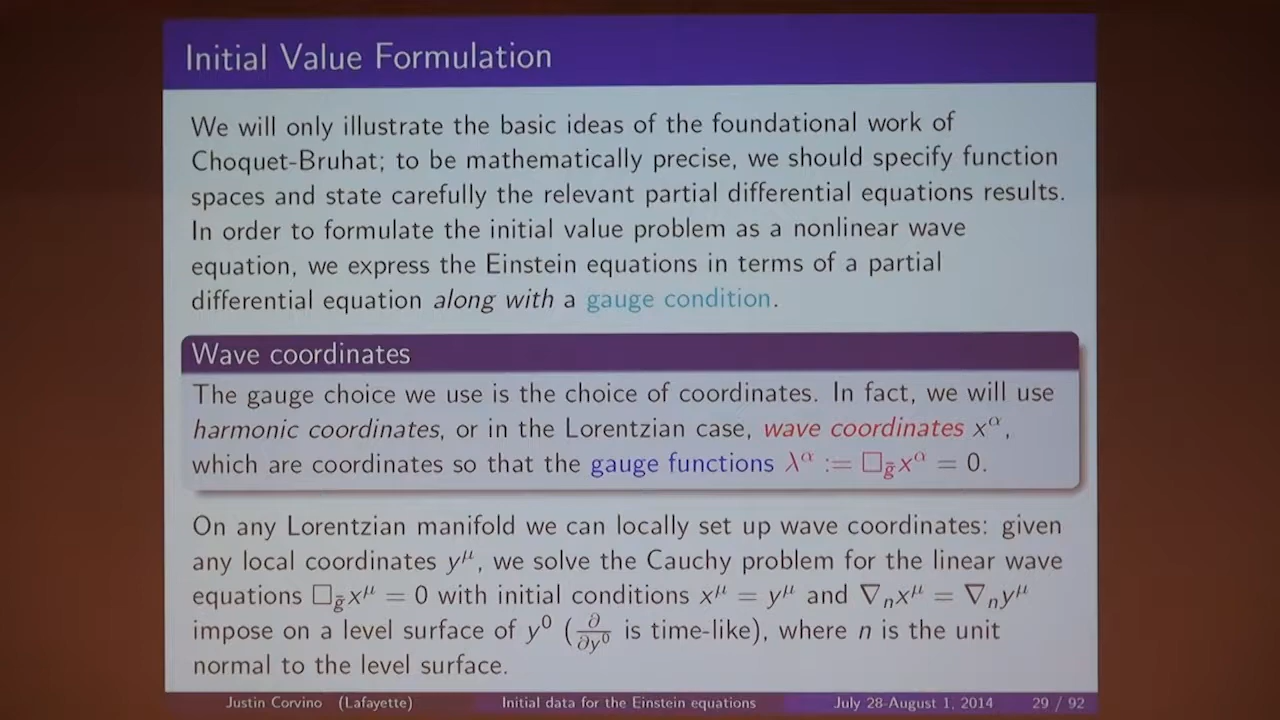 Initial Value Formulation
We will only illustrate the basic ideas of the foundational work of
Choquet-Bruhat; to be mathematically precise, we should specify function
spaces and state carefully the relevant partial differential equations results.
In order to formulate the initial value problem as a nonlinear wave
equation, we express the Einstein equations in terms of a partial
differential equation along with a gauge condition.
Wave coordinates
The gauge choice we use is the choice of coordinates. In fact, we will use
harmonic coordinates, or in the Lorentzian case, wave coordinates x^α,
which are coordinates so that the gauge functions λ^α := □_ḡ x^α = 0.
On any Lorentzian manifold we can locally set up wave coordinates: given
any local coordinates y^μ, we solve the Cauchy problem for the linear wave
equations □_ḡ x^μ = 0 with initial conditions x^μ = y^μ and ∇_n x^μ = ∇_n y^μ
impose on a level surface of y^0 (∂/∂y^0 is time-like), where n is the unit
normal to the level surface.
Justin Corvino (Lafayette) Initial data for the Einstein equations July 28-August 1, 2014 29 / 92